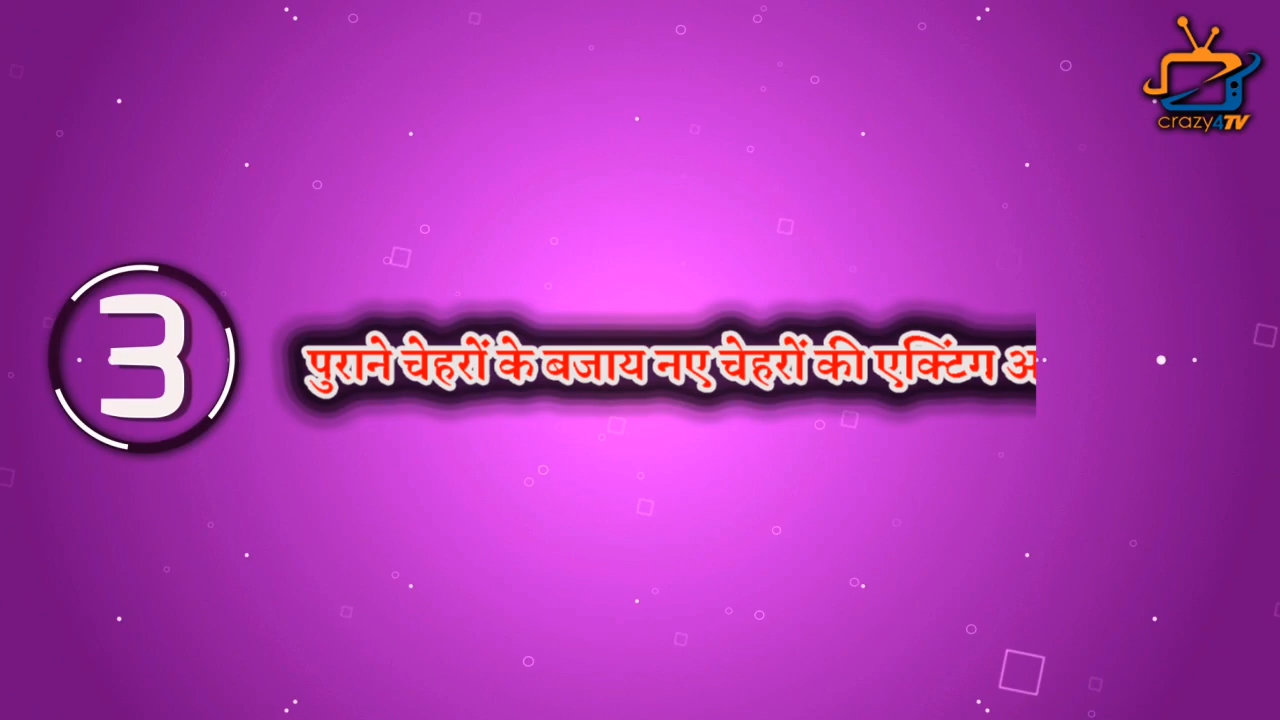 crazy4TV
3
पुराने चेहरों के बजाय नए चेहरों की एक्टिंग